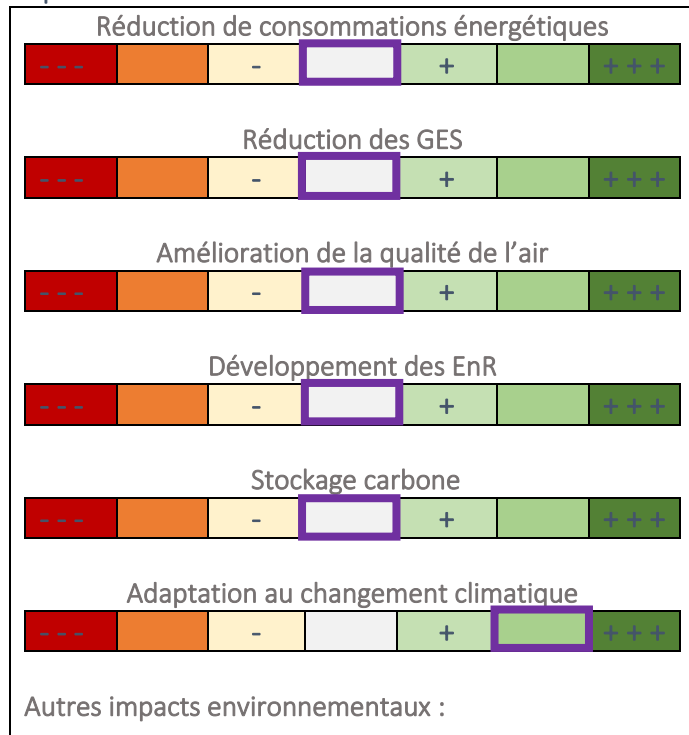 Réduction de consommations énergétiques
- - - - + + + +
Réduction des GES
- - - - + + + +
Amélioration de la qualité de l’air
- - - - + + + +
Développement des EnR
- - - - + + + +
Stockage carbone
- - - - + + + +
Adaptation au changement climatique
- - - - + + + +
Autres impacts environnementaux :